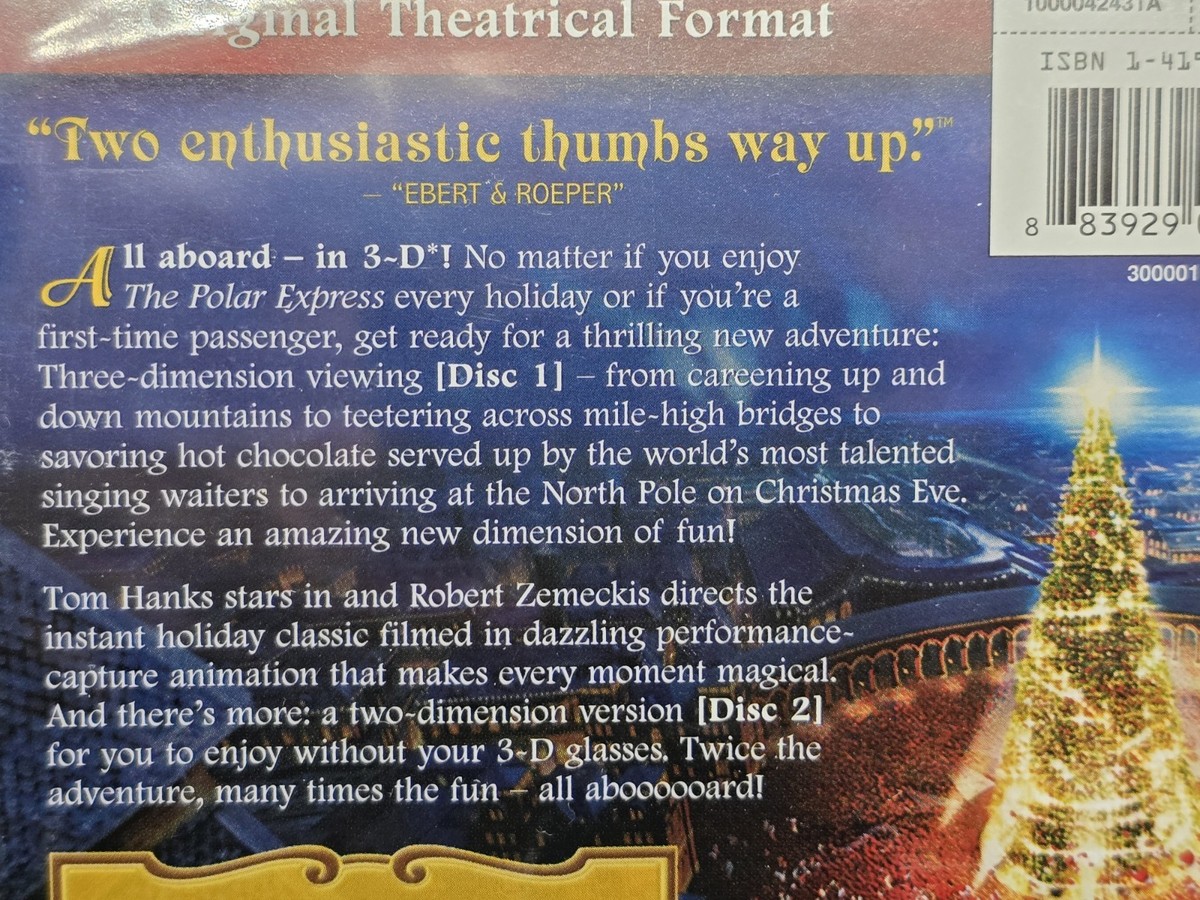 Original Theatrical Format
1000042431A
ISBN 1-419
“Two enthusiastic thumbs way up.”™
– “EBERT & ROEPER”
8 83929
300001
All aboard – in 3-D*! No matter if you enjoy
The Polar Express every holiday or if you’re a
first-time passenger, get ready for a thrilling new adventure:
Three-dimension viewing [Disc 1] – from careening up and
down mountains to teetering across mile-high bridges to
savoring hot chocolate served up by the world’s most talented
singing waiters to arriving at the North Pole on Christmas Eve.
Experience an amazing new dimension of fun!
Tom Hanks stars in and Robert Zemeckis directs the
instant holiday classic filmed in dazzling performance-
capture animation that makes every moment magical.
And there’s more: a two-dimension version [Disc 2]
for you to enjoy without your 3-D glasses. Twice the
adventure, many times the fun – all aboooooard!